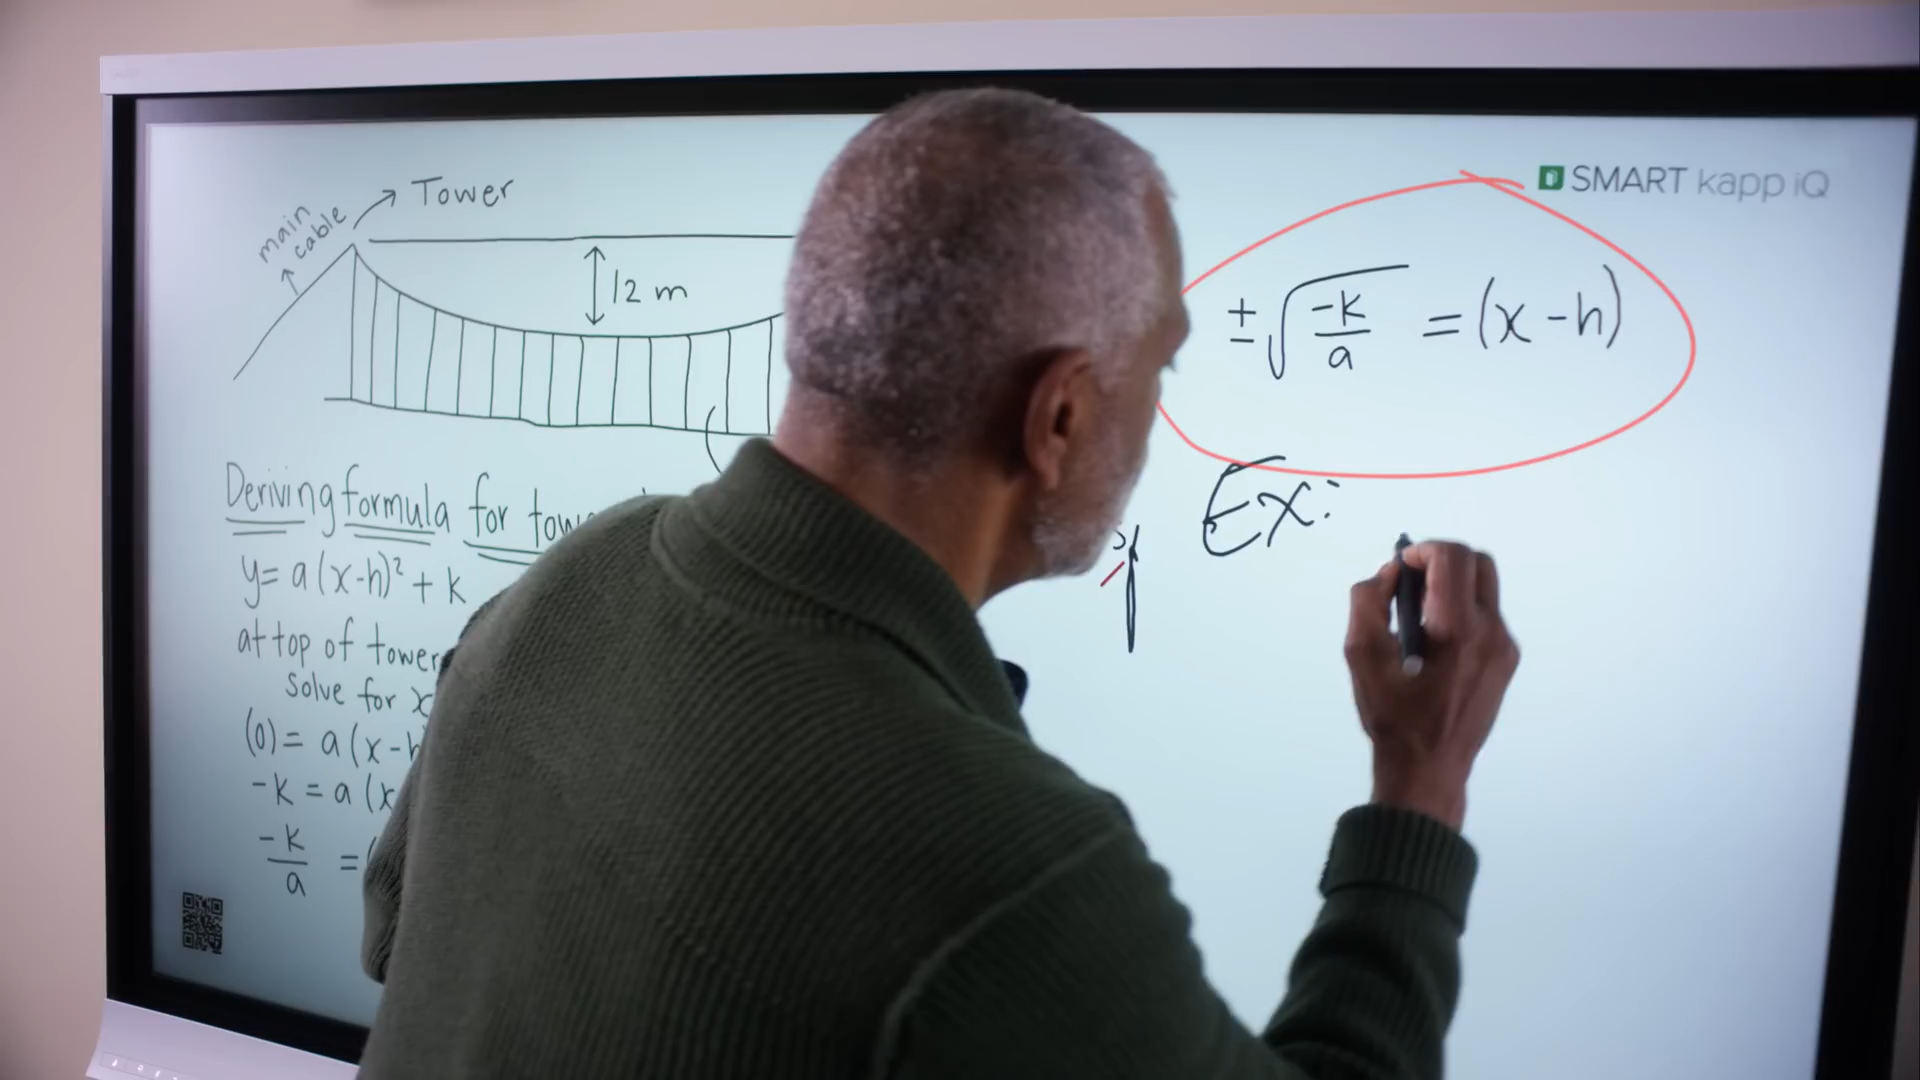 SMART kapp iQ
main
cable
Tower
12 m
± √ -k/a = (x - h)
Ex:
Deriving formula for
y = a (x-h)² + k
at top of tower
solve for x
(0) = a (x-h
-k = a (x
-k/a =